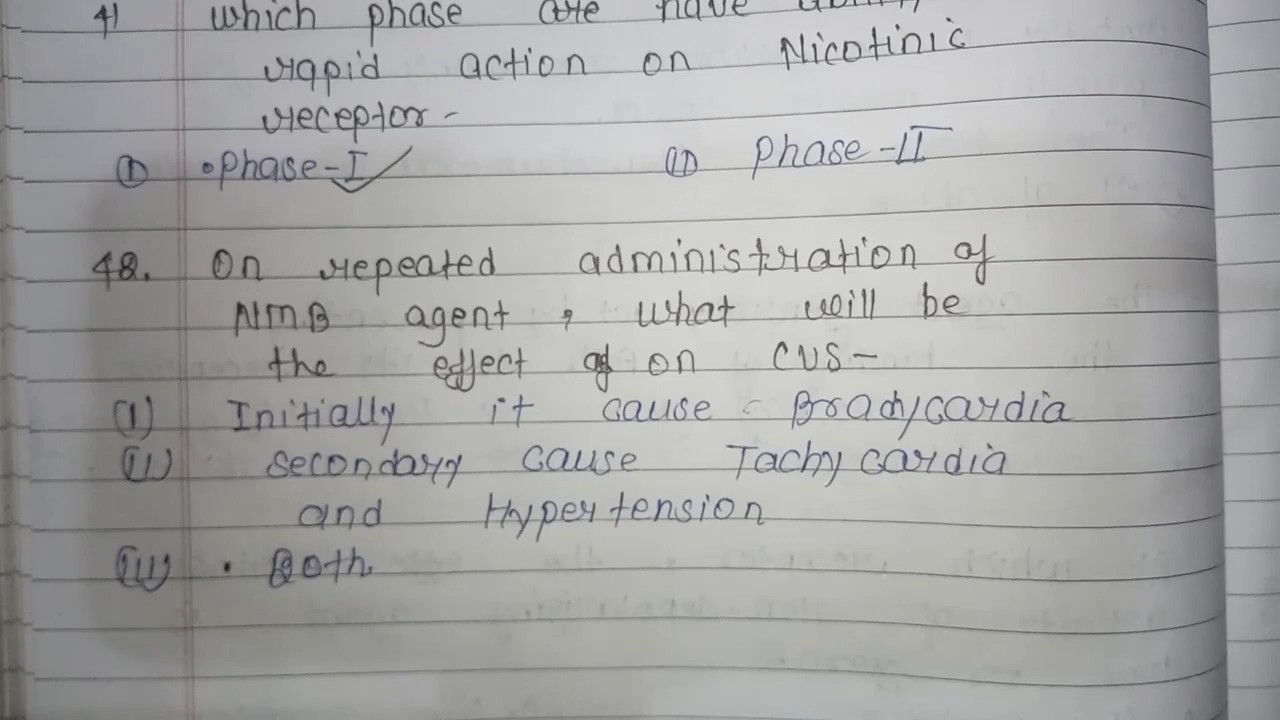 41 which phase are have
rapid action on Nicotinic
receptor -
(I) • Phase-I ✓ (II) Phase-II
48. On repeated administration of
NMB agent, what will be
the effect of on CVS-
(I) Initially it cause - Bradycardia
(II) secondary cause Tachycardia
and Hypertension
(III) • Both.